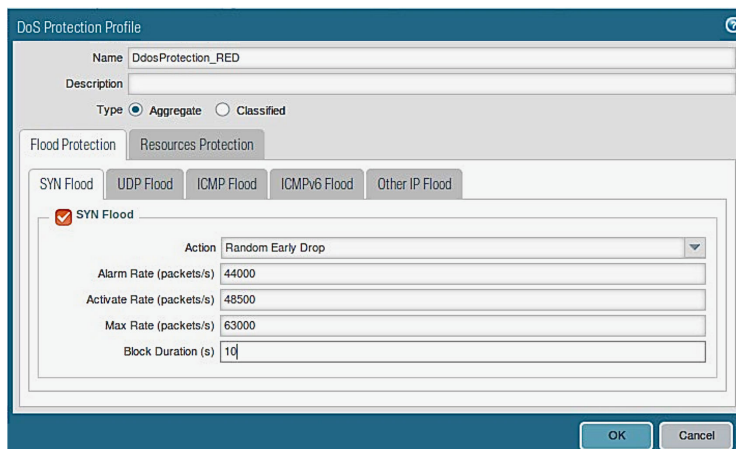 DoS Protection Profile
Name DdosProtection_RED
Description
Type Aggregate Classified
Flood Protection Resources Protection
SYN Flood UDP Flood ICMP Flood ICMPv6 Flood Other IP Flood
SYN Flood
Action Random Early Drop
Alarm Rate (packets/s) 44000
Activate Rate (packets/s) 48500
Max Rate (packets/s) 63000
Block Duration (s) 10
OK Cancel